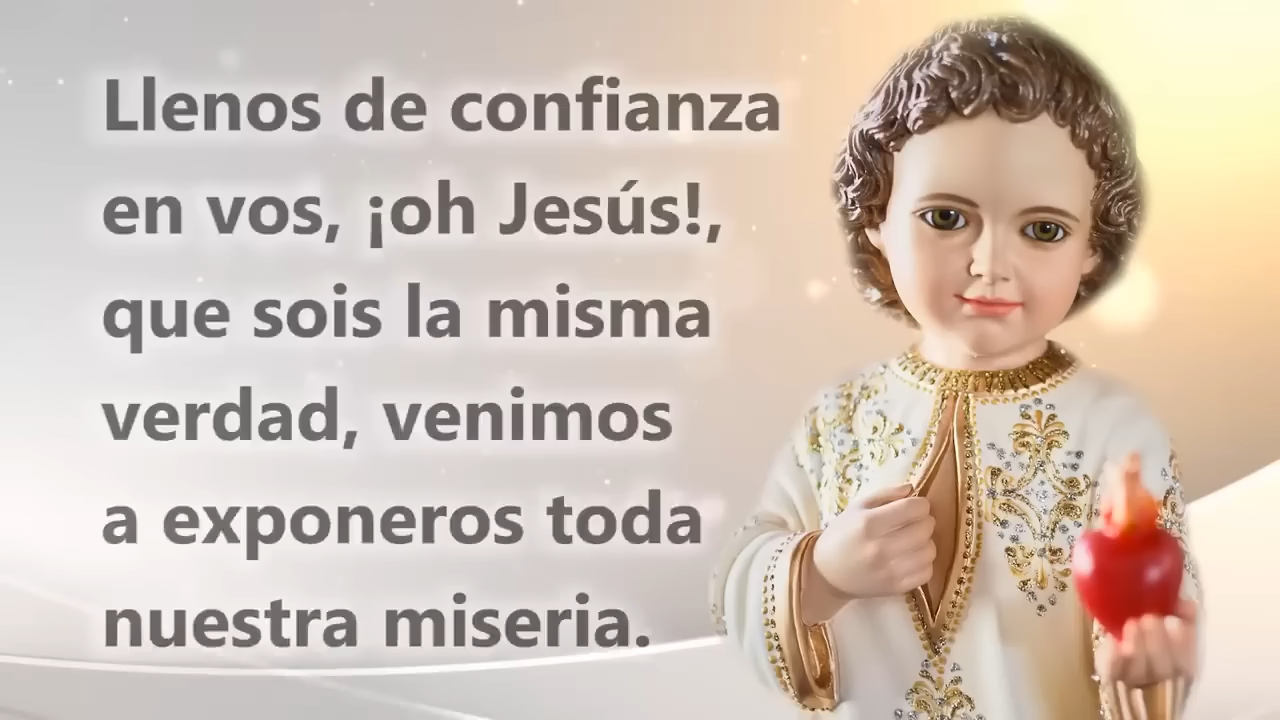 Llenos de confianza
en vos, ¡oh Jesús!,
que sois la misma
verdad, venimos
a exponeros toda
nuestra miseria.